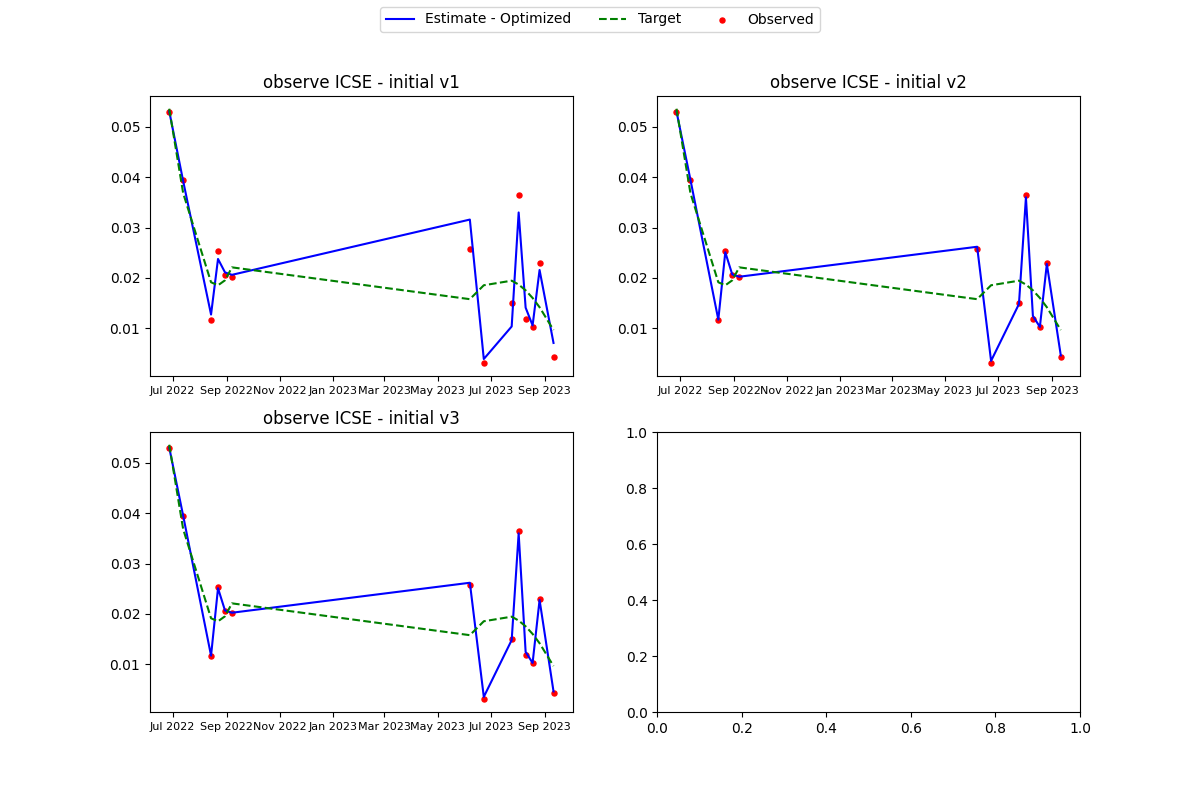 Estimate - Optimized Target Observed
observe ICSE - initial v1
0.05
0.04
0.03
0.02
0.01
Jul 2022 Sep 2022 Nov 2022 Jan 2023 Mar 2023 May 2023 Jul 2023 Sep 2023
observe ICSE - initial v2
0.05
0.04
0.03
0.02
0.01
Jul 2022 Sep 2022 Nov 2022 Jan 2023 Mar 2023 May 2023 Jul 2023 Sep 2023
observe ICSE - initial v3
0.05
0.04
0.03
0.02
0.01
Jul 2022 Sep 2022 Nov 2022 Jan 2023 Mar 2023 May 2023 Jul 2023 Sep 2023
1.0
0.8
0.6
0.4
0.2
0.0
0.0 0.2 0.4 0.6 0.8 1.0